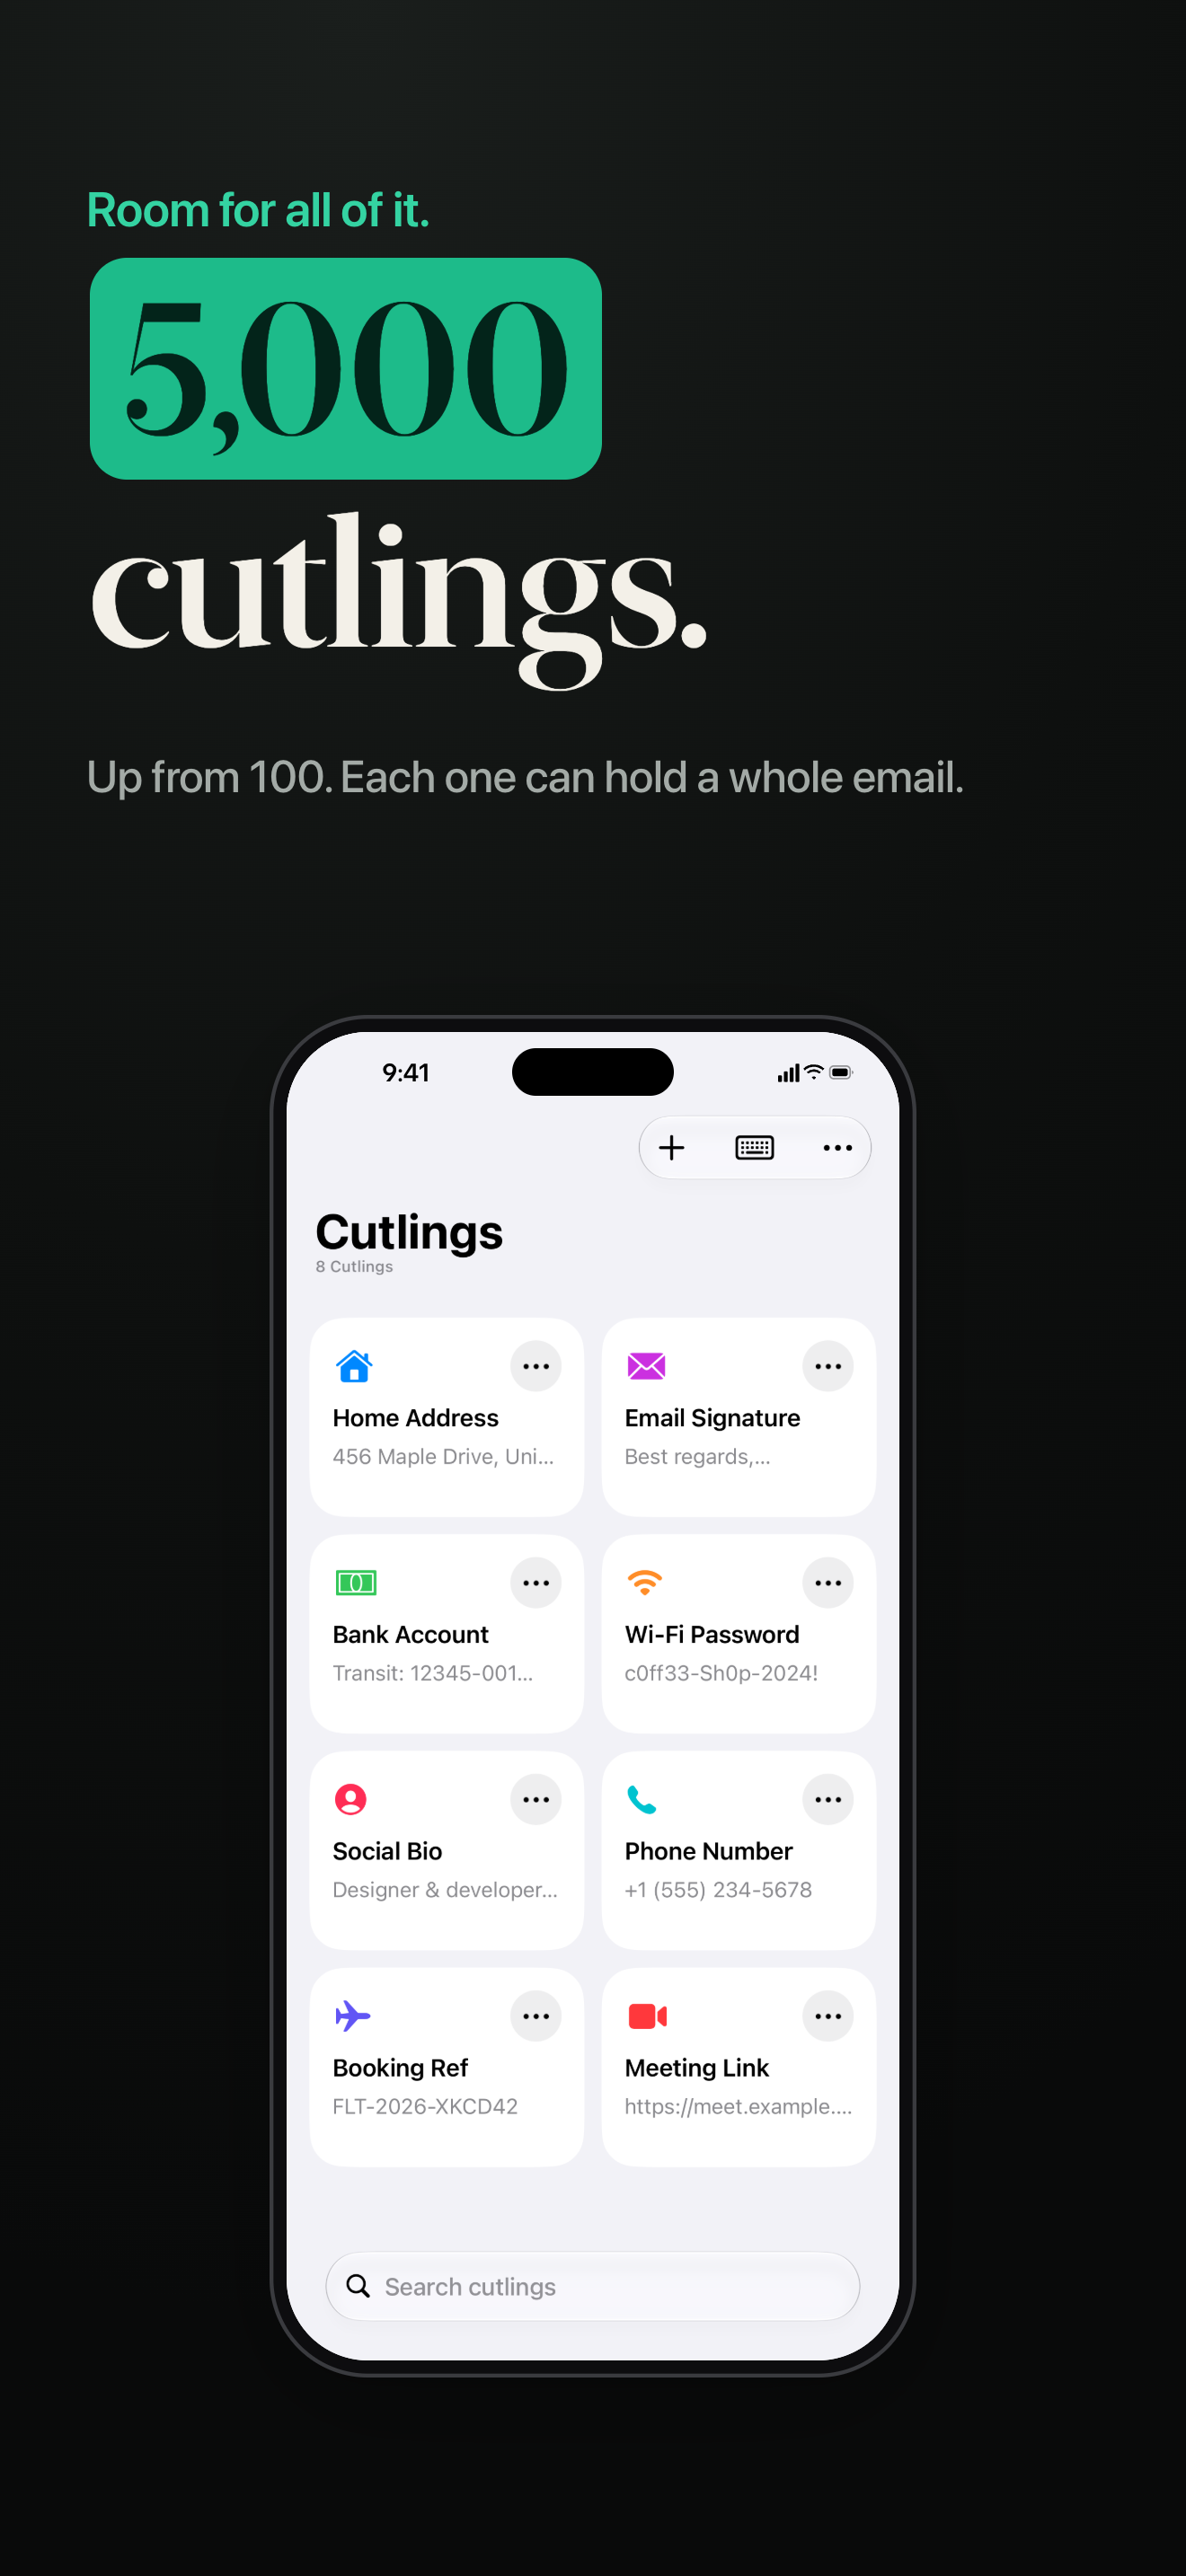 Room for all of it.
5,000
cutlings.
Up from 100. Each one can hold a whole email.
9:41
Cutlings
8 Cutlings
Home Address
456 Maple Drive, Uni...
Email Signature
Best regards,...
Bank Account
Transit: 12345-001...
Wi-Fi Password
c0ff33-Sh0p-2024!
Social Bio
Designer & developer...
Phone Number
+1 (555) 234-5678
Booking Ref
FLT-2026-XKCD42
Meeting Link
https://meet.example....
Search cutlings